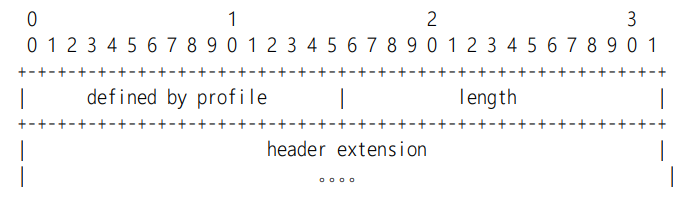 0                   1                   2                   3
0 1 2 3 4 5 6 7 8 9 0 1 2 3 4 5 6 7 8 9 0 1 2 3 4 5 6 7 8 9 0 1
+-+-+-+-+-+-+-+-+-+-+-+-+-+-+-+-+-+-+-+-+-+-+-+-+-+-+-+-+-+-+-+-+
|      defined by profile       |           length              |
+-+-+-+-+-+-+-+-+-+-+-+-+-+-+-+-+-+-+-+-+-+-+-+-+-+-+-+-+-+-+-+-+
|                        header extension                       |
|                             。。。。                            |